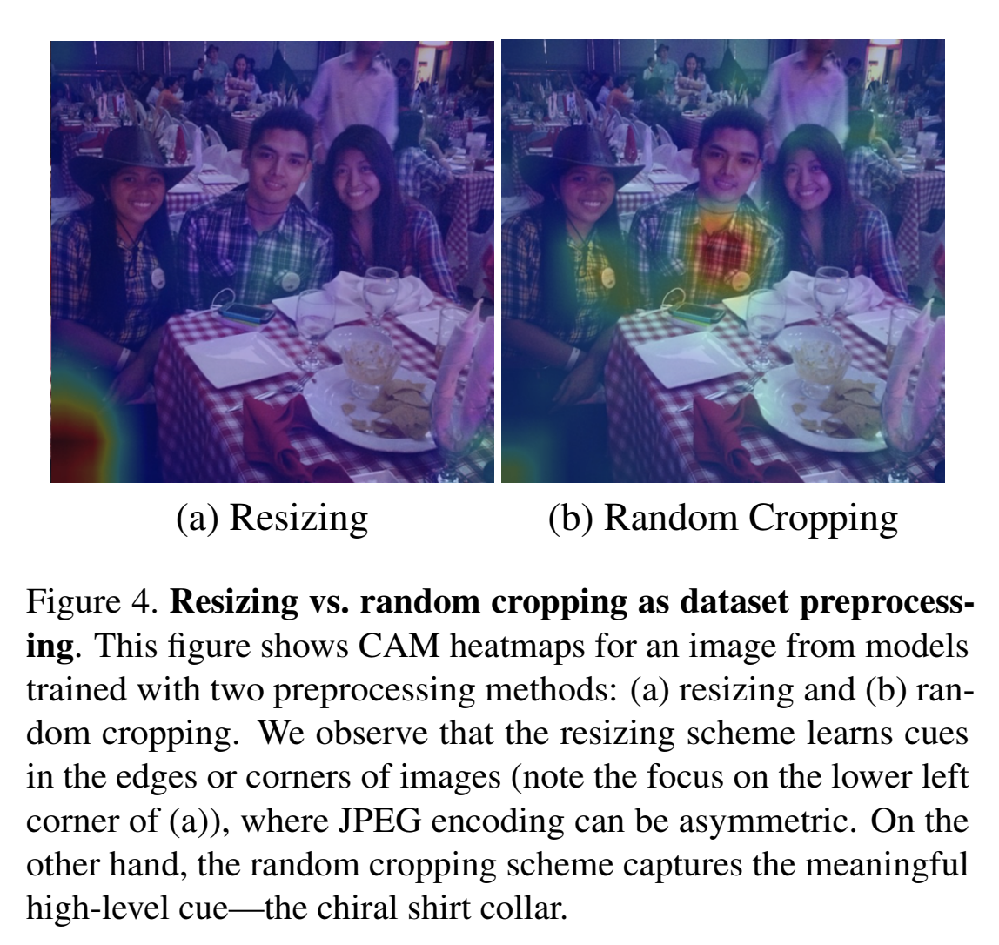 (a) Resizing
(b) Random Cropping
Figure 4. Resizing vs. random cropping as dataset preprocess-
ing. This figure shows CAM heatmaps for an image from models
trained with two preprocessing methods: (a) resizing and (b) ran-
dom cropping. We observe that the resizing scheme learns cues
in the edges or corners of images (note the focus on the lower left
corner of (a)), where JPEG encoding can be asymmetric. On the
other hand, the random cropping scheme captures the meaningful
high-level cue—the chiral shirt collar.